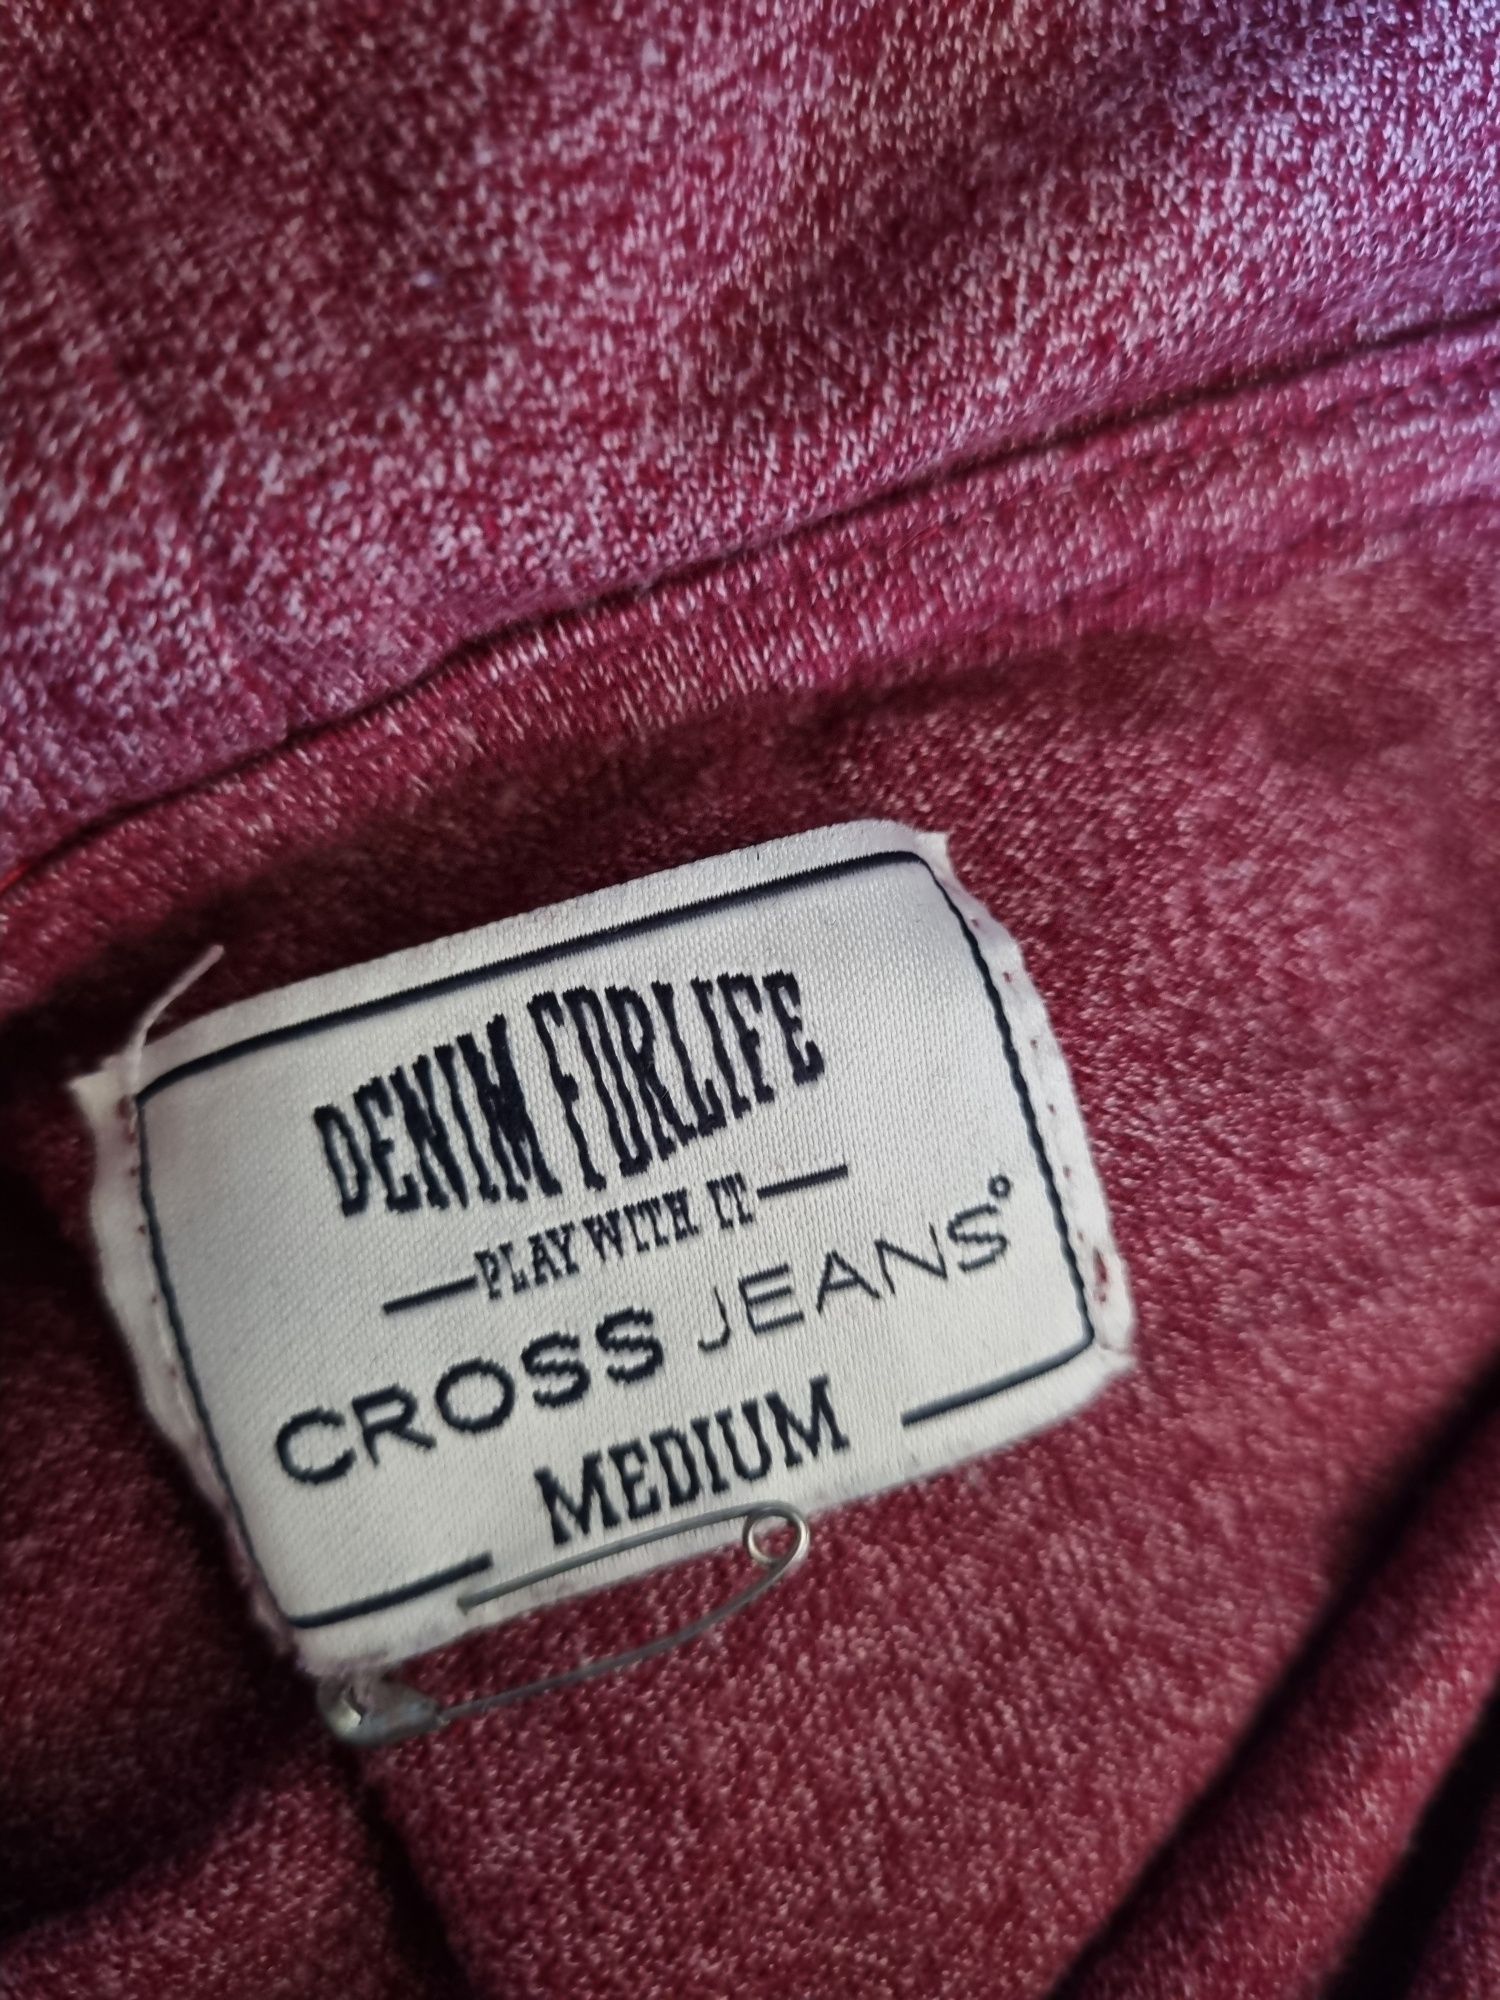 DENIM FORLIFE
PLAY WITH IT
CROSS JEANS°
MEDIUM